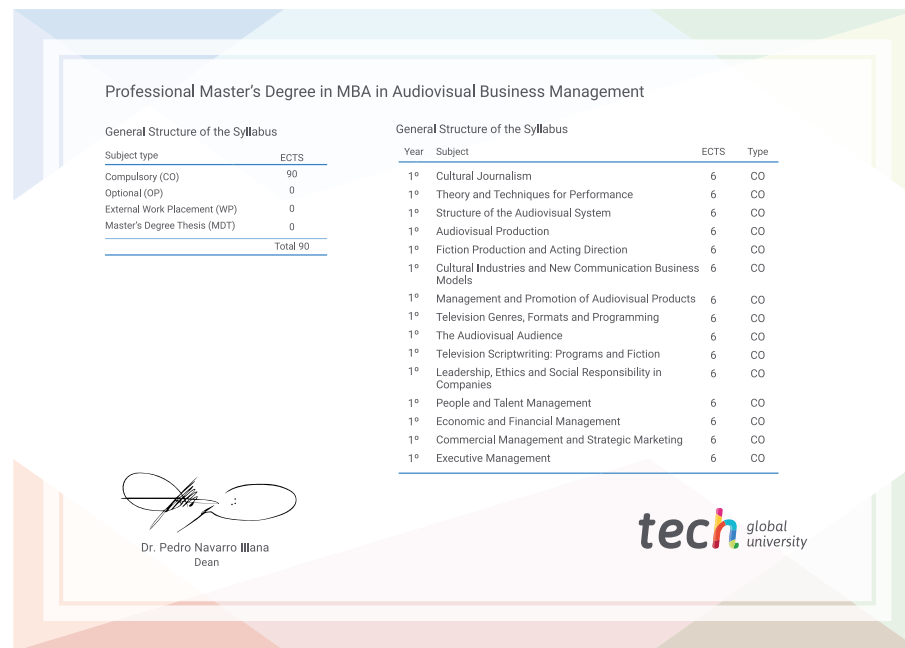 Professional Master's Degree in MBA in Audiovisual Business Management
General Structure of the Syllabus
Subject type ECTS
Compulsory (CO) 90
Optional (OP) 0
External Work Placement (WP) 0
Master's Degree Thesis (MDT) 0
Total 90
General Structure of the Syllabus
Year Subject ECTS Type
1º Cultural Journalism 6 CO
1º Theory and Techniques for Performance 6 CO
1º Structure of the Audiovisual System 6 CO
1º Audiovisual Production 6 CO
1º Fiction Production and Acting Direction 6 CO
1º Cultural Industries and New Communication Business 6 CO
Models
1º Management and Promotion of Audiovisual Products 6 CO
1º Television Genres, Formats and Programming 6 CO
1º The Audiovisual Audience 6 CO
1º Television Scriptwriting: Programs and Fiction 6 CO
1º Leadership, Ethics and Social Responsibility in 6 CO
Companies
1º People and Talent Management 6 CO
1º Economic and Financial Management 6 CO
1º Commercial Management and Strategic Marketing 6 CO
1º Executive Management 6 CO
Dr. Pedro Navarro Illana
Dean
tech global
university